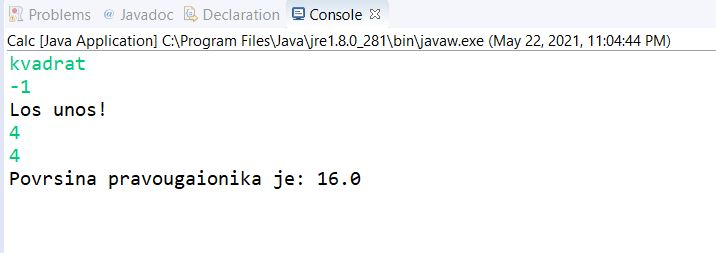 Problems @ Javadoc Declaration Console
Calc [Java Application] C:\Program Files\Java\jre1.8.0_281\bin\javaw.exe (May 22, 2021, 11:04:44 PM)
kvadrat
-1
Los unos!
4
4
Povrsina pravougaionika je: 16.0